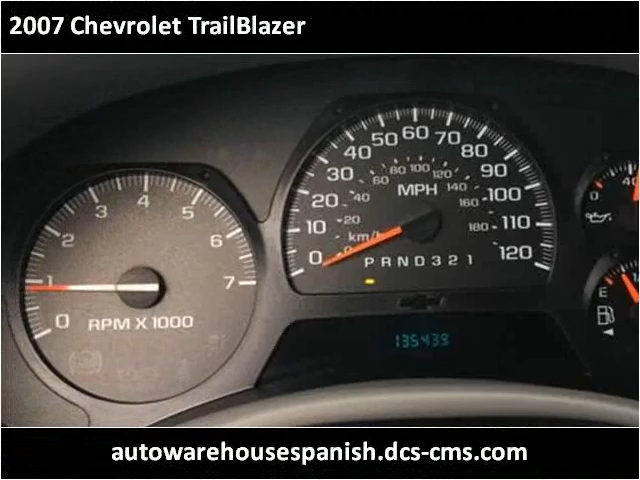 2007 Chevrolet TrailBlazer
0 1 2 3 4 5 6 7
RPM X 1000
0 10 20 30 40 50 60 70 80 90 100 110 120
MPH
20 40 60 80 100 120 140 160 180
km/h
P R N D 3 2 1
135439
0 40
E
autowarehousespanish.dcs-cms.com